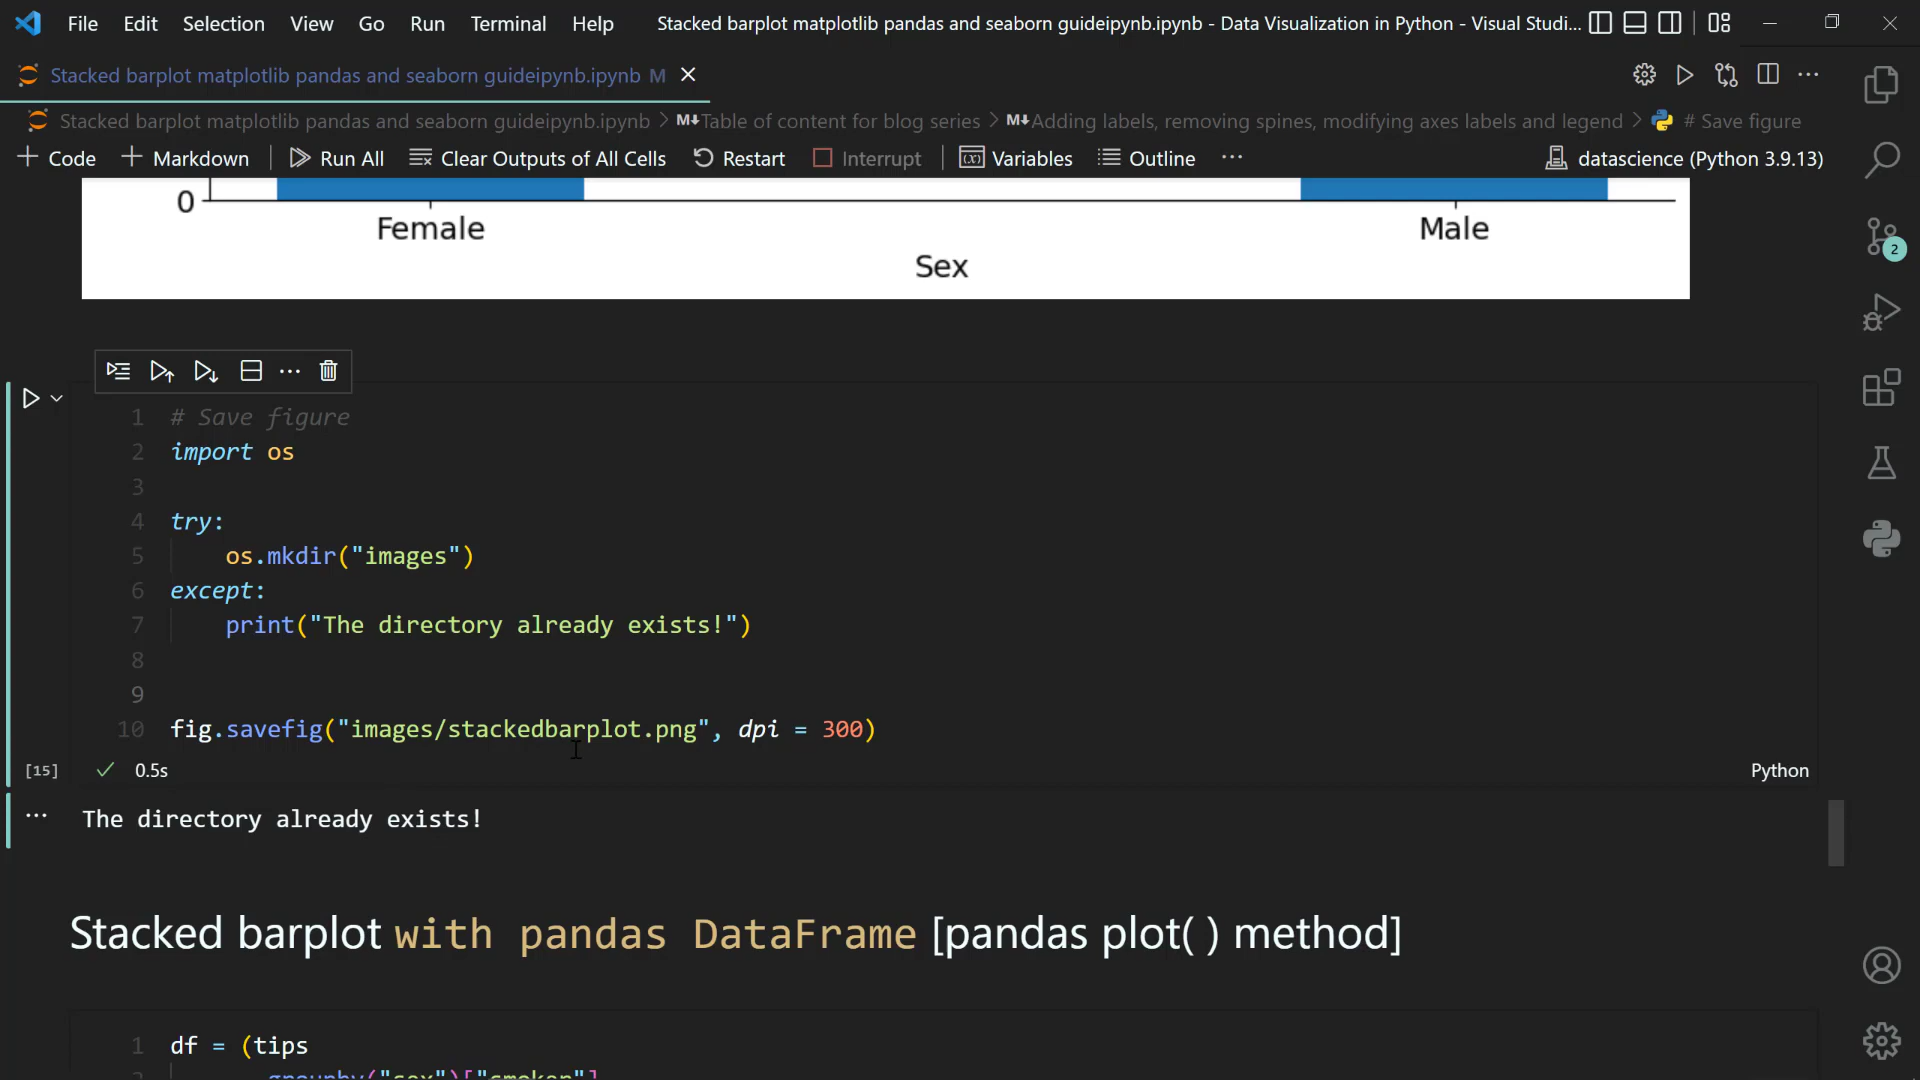 File Edit Selection View Go Run Terminal Help Stacked barplot matplotlib pandas and seaborn guideipynb.ipynb - Data Visualization in Python - Visual Studi...
Stacked barplot matplotlib pandas and seaborn guideipynb.ipynb M
Stacked barplot matplotlib pandas and seaborn guideipynb.ipynb > M↓Table of content for blog series > M↓Adding labels, removing spines, modifying axes labels and legend > # Save figure
+ Code + Markdown Run All Clear Outputs of All Cells Restart Interrupt (x) Variables Outline ... datascience (Python 3.9.13)
2
0
Female Male
Sex
1 # Save figure
2 import os
3
4 try:
5 os.mkdir("images")
6 except:
7 print("The directory already exists!")
8
9
10 fig.savefig("images/stackedbarplot.png", dpi = 300)
[15] 0.5s Python
... The directory already exists!
Stacked barplot with pandas DataFrame [pandas plot( ) method]
1 df = (tips
groupby("sex")["smoker"]